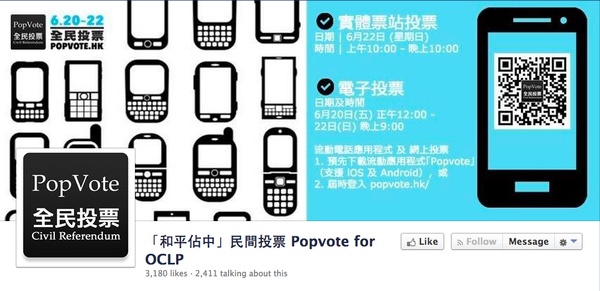 PopVote
全民投票
Civil Referendum
6.20-22
全民投票
POPVOTE.HK
實體票站投票
日期 | 6月22日 (星期日)
時間 | 上午10:00 - 晚上10:00
電子投票
日期及時間
6月20日(五) 正午12:00 -
22日(日) 晚上9:00
流動電話應用程式 及 網上投票
1. 預先下載流動應用程式「Popvote」
（支援 iOS 及 Android），或
2. 屆時登入 popvote.hk/
PopVote
全民投票
PopVote
全民投票
Civil Referendum
「和平佔中」民間投票 Popvote for
OCLP
3,180 likes · 2,411 talking about this
Like
Follow
Message